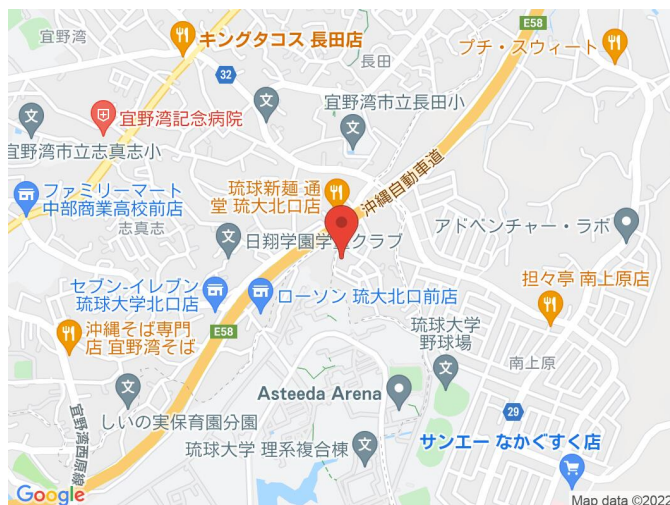 宜野湾
キングタコス 長田店
E58
プチ・スウィート
長田
32
宜野湾市立長田小
宜野湾記念病院
宜野湾市立志真志小
沖縄自動車道
琉球新麺 通
堂 琉大北口店
ファミリーマート
中部商業高校前店
志真志
アドベンチャー・ラボ
日翔学園学童クラブ
セブン-イレブン
琉球大学北口店
ローソン 琉大北口前店
担々亭 南上原店
E58
沖縄そば専門
店 宜野湾そば
琉球大学
野球場
南上原
しいの実保育園分園
Asteeda Arena
29
宜野湾西原線
琉球大学 理系複合棟
サンエー なかぐすく店
Google
Map data ©2022